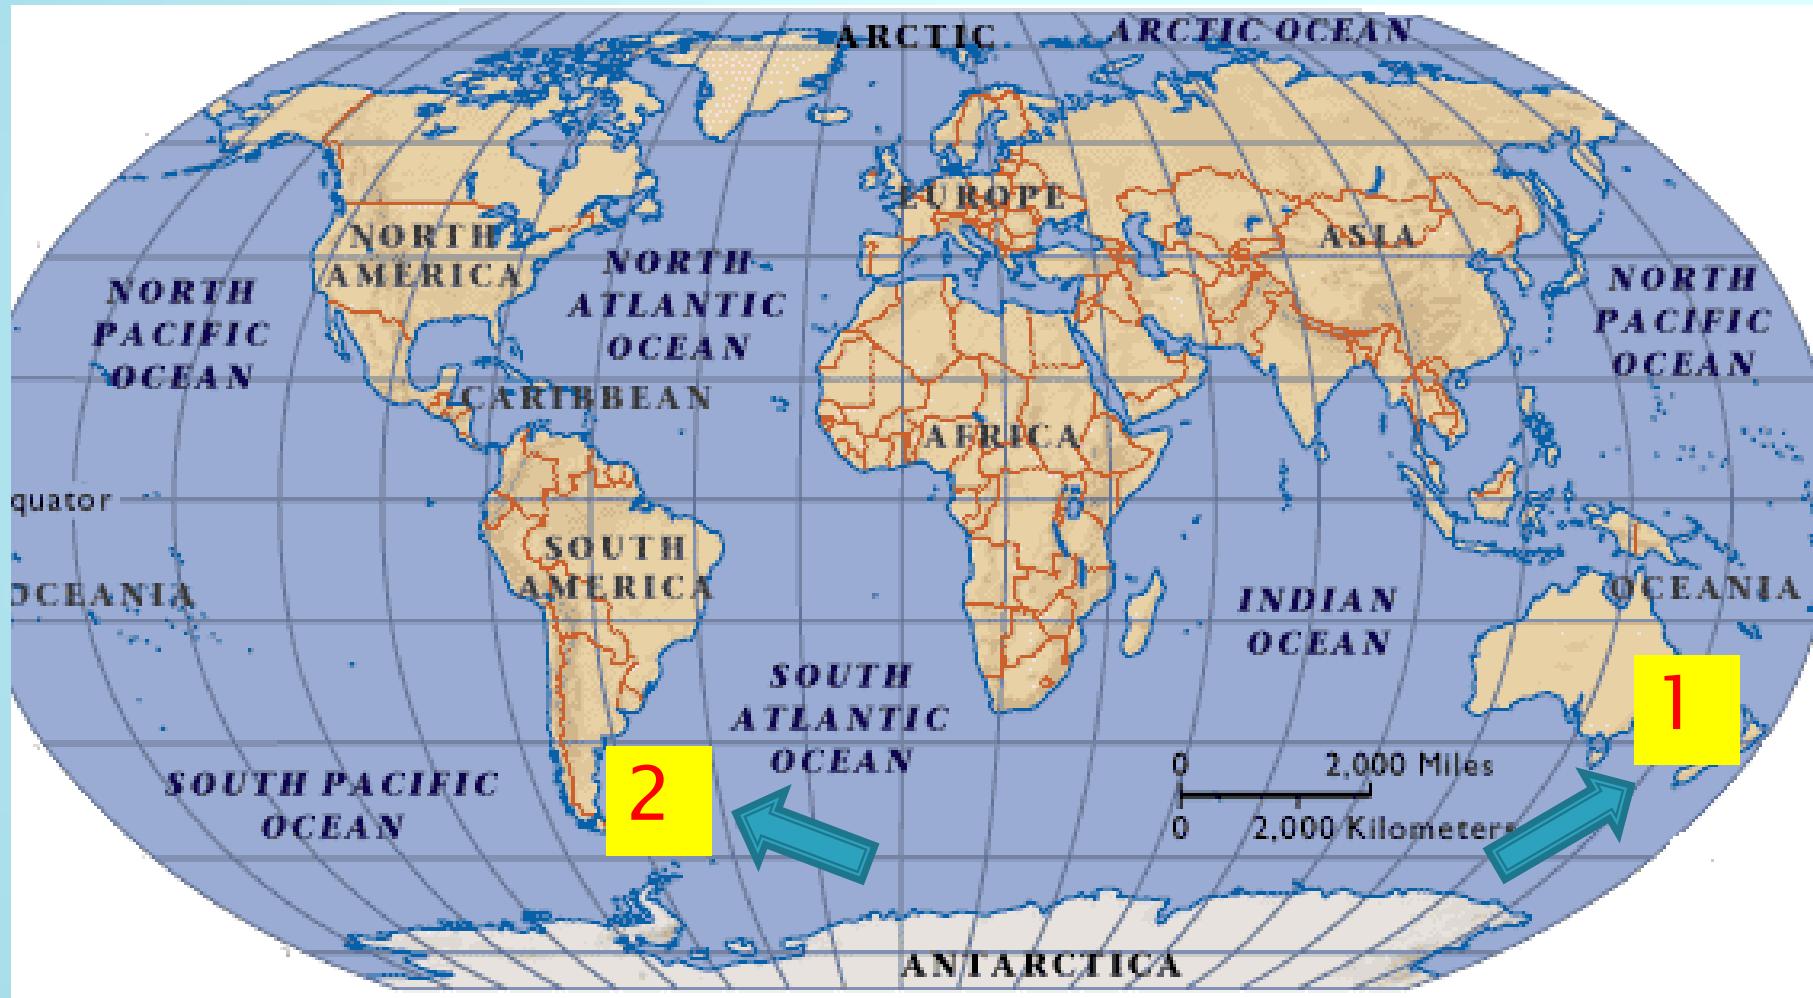 ARCTIC
ARCTIC OCEAN
EUROPE
ASIA
NORTH
AMERICA
NORTH
ATLANTIC
OCEAN
NORTH
PACIFIC
OCEAN
NORTH
PACIFIC
OCEAN
CARIBBEAN
AFRICA
quator
SOUTH
AMERICA
OCEANIA
OCEANIA
INDIAN
OCEAN
SOUTH
ATLANTIC
OCEAN
1
2
SOUTH PACIFIC
OCEAN
0 2,000 Miles
0 2,000 Kilometers
ANTARCTICA